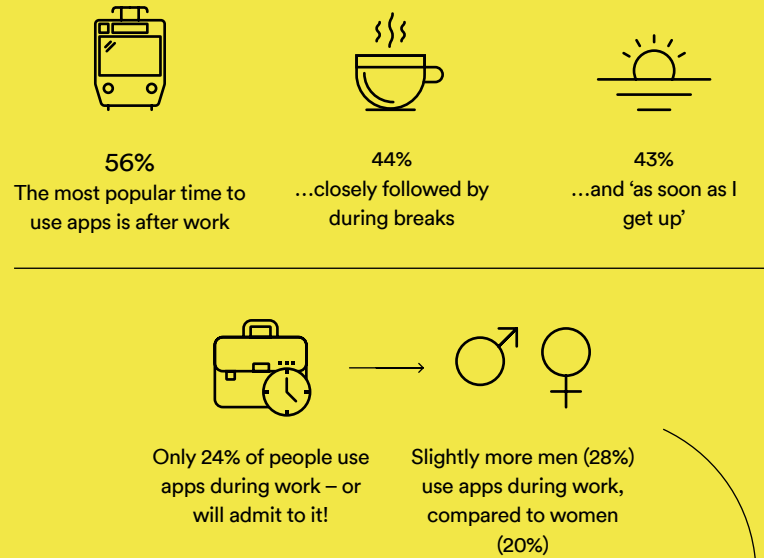 56%
The most popular time to
use apps is after work
44%
…closely followed by
during breaks
43%
…and ‘as soon as I
get up’
Only 24% of people use
apps during work – or
will admit to it!
Slightly more men (28%)
use apps during work,
compared to women
(20%)